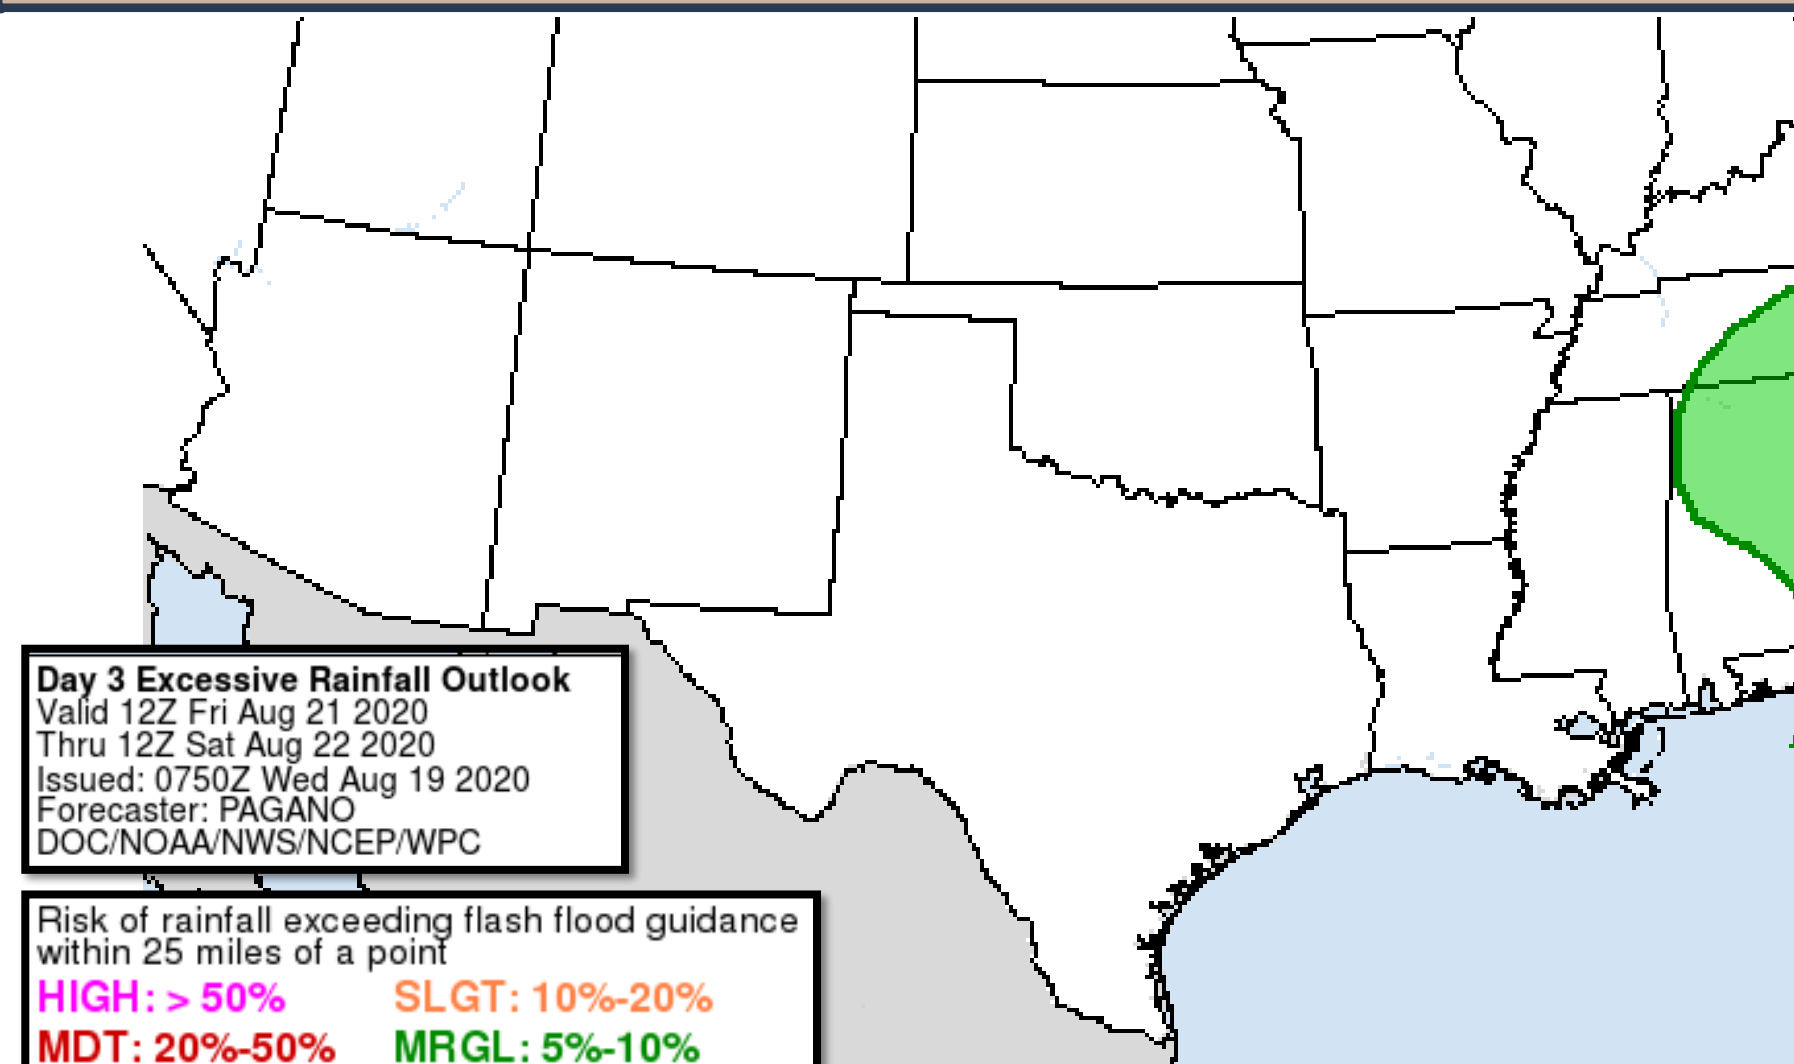 Day 3 Excessive Rainfall Outlook
Valid 12Z Fri Aug 21 2020
Thru 12Z Sat Aug 22 2020
Issued: 0750Z Wed Aug 19 2020
Forecaster: PAGANO
DOC/NOAA/NWS/NCEP/WPC
Risk of rainfall exceeding flash flood guidance
within 25 miles of a point
HIGH: > 50% SLGT: 10%-20%
MDT: 20%-50% MRGL: 5%-10%